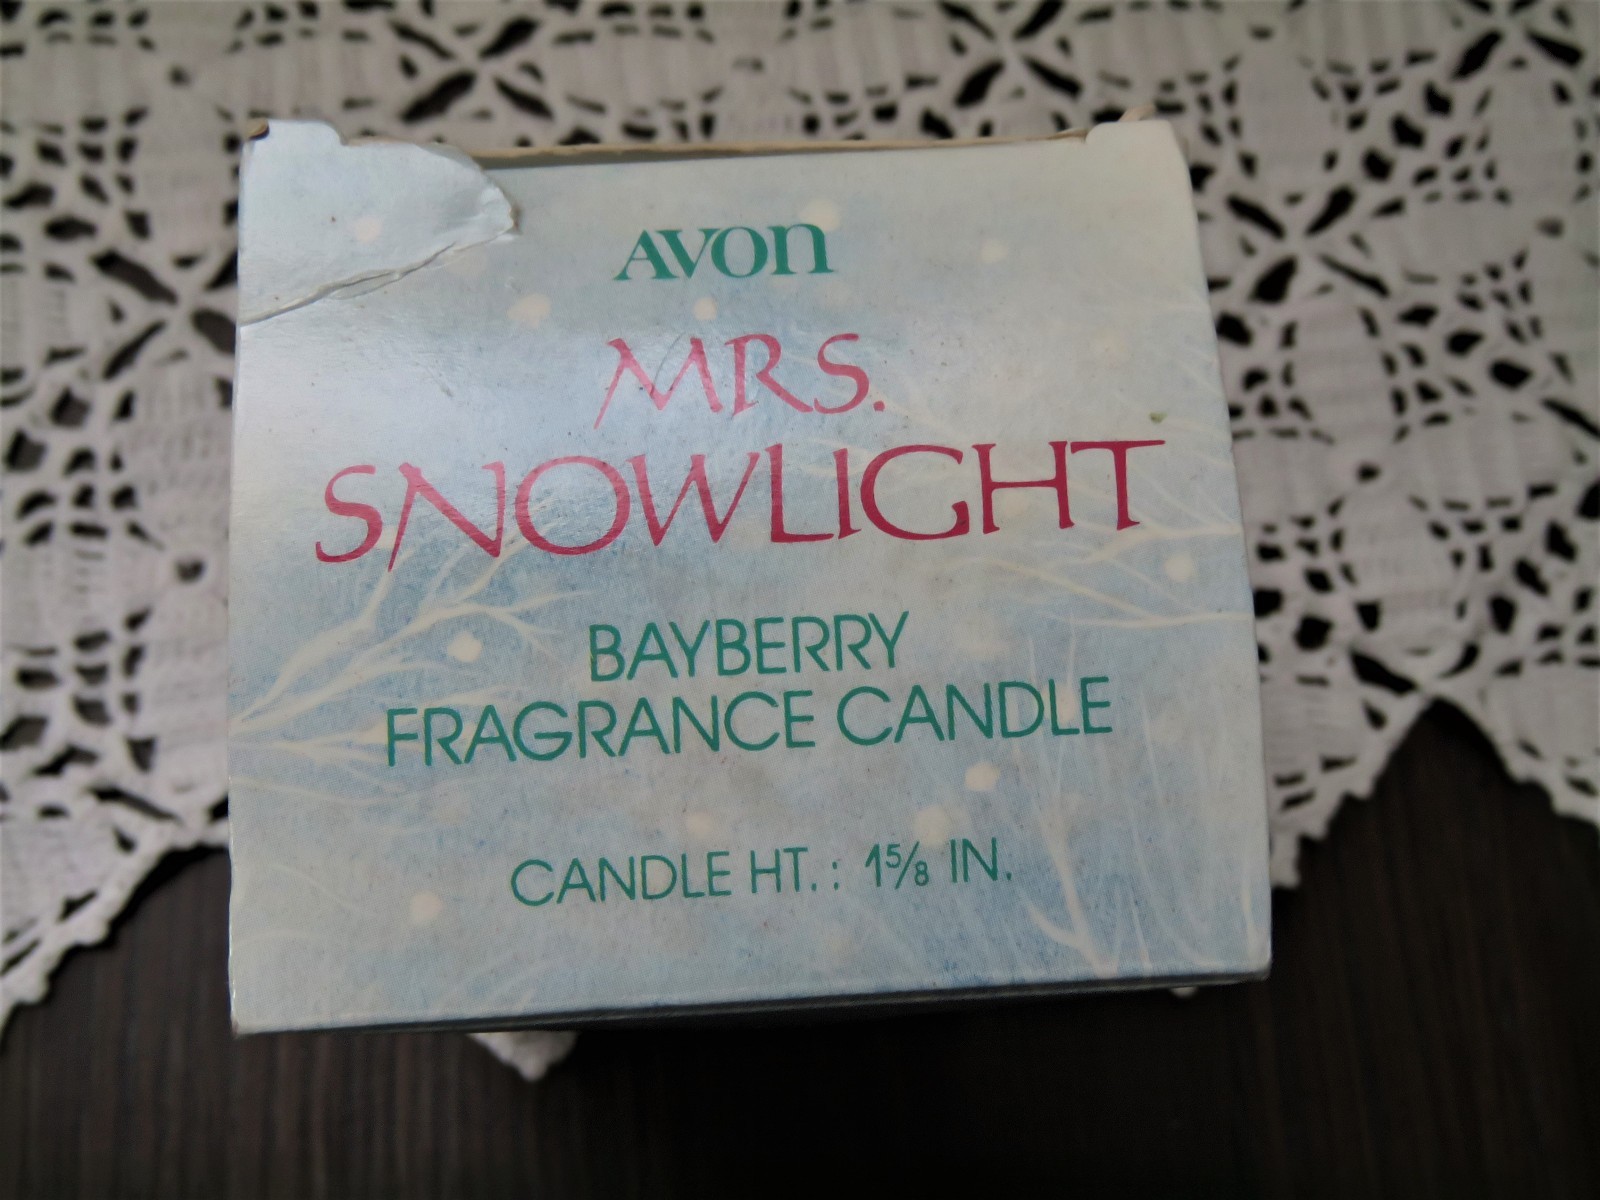 AVON
MRS.
SNOWLIGHT
BAYBERRY
FRAGRANCE CANDLE
CANDLE HT.: 1⅝ IN.